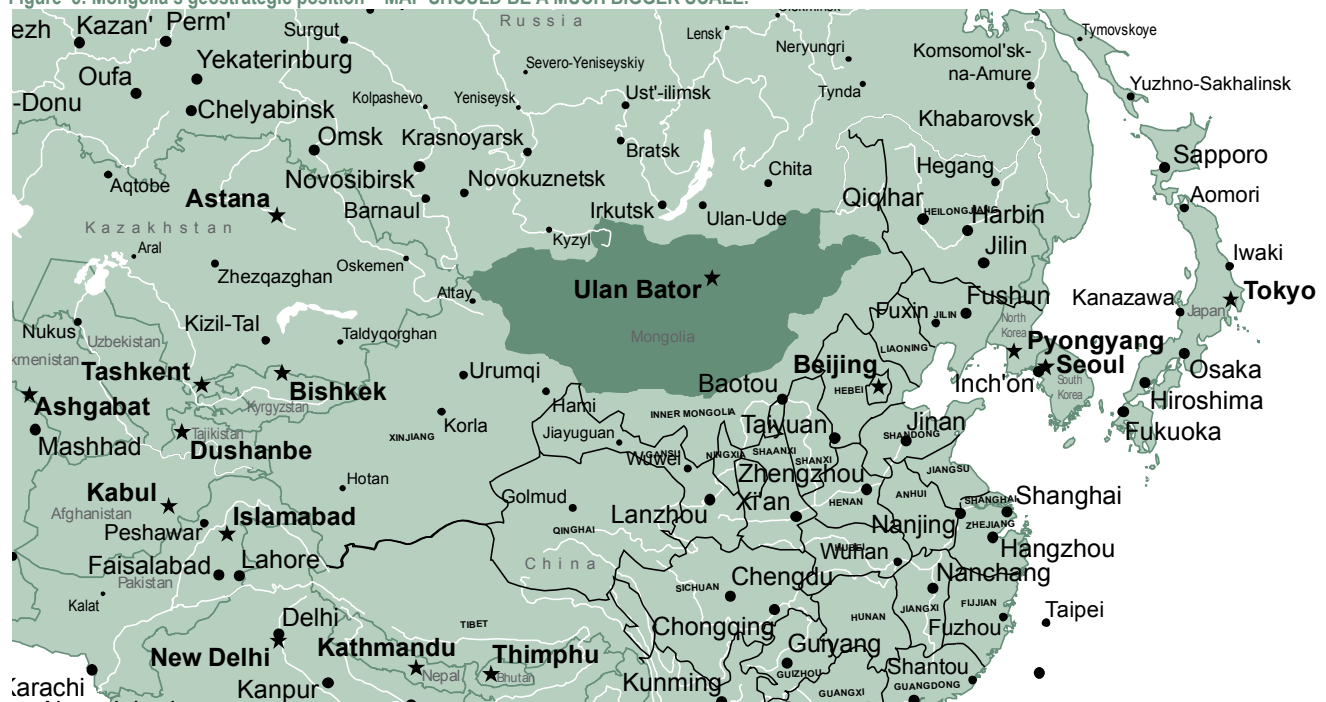 Figure 6: Mongolia's geostrategic position – MAP SHOULD BE A MUCH BIGGER SCALE!
Russia
ezh
Kazan'
Perm'
Surgut
Lensk
Neryungri
Komsomol'sk-
na-Amure
Tymovskoye
Yekaterinburg
Oufa
Severo-Yeniseyskiy
Tynda
Yuzhno-Sakhalinsk
-Donu
Chelyabinsk
Kolpashevo
Yeniseysk
Ust'-ilimsk
Khabarovsk
Omsk
Krasnoyarsk
Bratsk
Sapporo
Aqtobe
Novosibirsk
Novokuznetsk
Chita
Hegang
Astana
Barnaul
Irkutsk
Ulan-Ude
Qiqihar
HEILONGJIANG
Harbin
Aomori
Kazakhstan
Kyzyl
Jilin
Aral
Zhezqazghan
Oskemen
Iwaki
Altay
Ulan Bator
Fushun
Kanazawa
Tokyo
Nukus
Uzbekistan
Kizil-Tal
Taldyqorghan
Mongolia
Fuxin
JILIN
North
Korea
Japan
kmenistan
Tashkent
Bishkek
Urumqi
Beijing
LIAONING
Pyongyang
Seoul
Osaka
Ashgabat
Kyrgyzstan
Hami
Baotou
HEBEI
Inch'on
South
Korea
Hiroshima
Mashhad
Tajikistan
Dushanbe
XINJIANG
Korla
INNER MONGOLIA
Jiayuguan
Taiyuan
Jinan
SHANDONG
Fukuoka
GANSU
Wuwei
NINGXIA
SHAANXI
SHANXI
Zhengzhou
JIANGSU
Kabul
Hotan
Golmud
Lanzhou
Xi'an
HENAN
ANHUI
SHANGHAI
Shanghai
Afghanistan
Islamabad
Peshawar
QINGHAI
Nanjing
ZHEJIANG
Hangzhou
Faisalabad
Lahore
China
HUBEI
Wuhan
Pakistan
Kalat
SICHUAN
Chengdu
Nanchang
Delhi
TIBET
Chongqing
HUNAN
JIANGXI
FIJJIAN
Fuzhou
Taipei
New Delhi
Kathmandu
Nepal
Thimphu
Bhutan
Guiyang
GUIZHOU
Shantou
Karachi
Kanpur
Kunming
GUANGXI
GUANGDONG